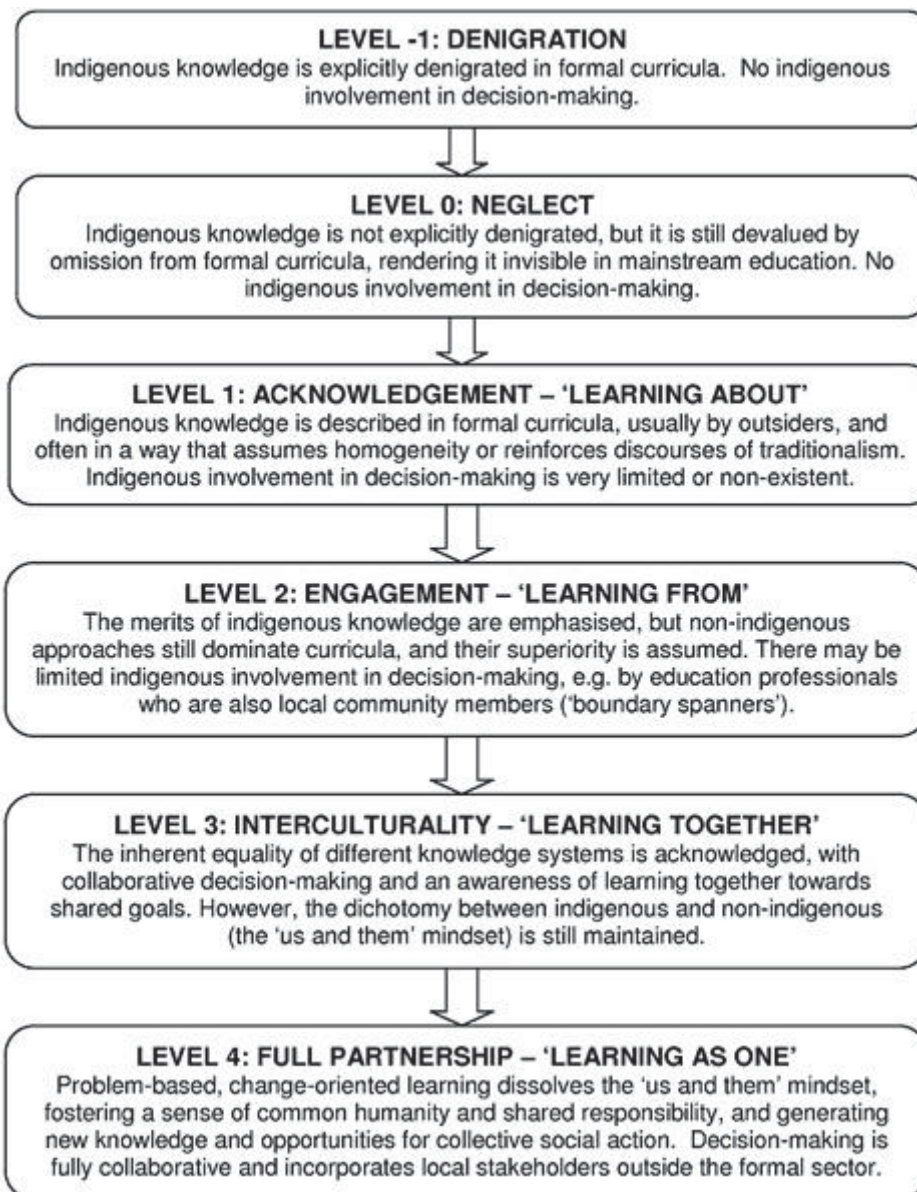 LEVEL -1: DENIGRATION
Indigenous knowledge is explicitly denigrated in formal curricula.  No indigenous
involvement in decision-making.
LEVEL 0: NEGLECT
Indigenous knowledge is not explicitly denigrated, but it is still devalued by
omission from formal curricula, rendering it invisible in mainstream education. No
indigenous involvement in decision-making.
LEVEL 1: ACKNOWLEDGEMENT – ‘LEARNING ABOUT’
Indigenous knowledge is described in formal curricula, usually by outsiders, and
often in a way that assumes homogeneity or reinforces discourses of traditionalism.
Indigenous involvement in decision-making is very limited or non-existent.
LEVEL 2: ENGAGEMENT – ‘LEARNING FROM’
The merits of indigenous knowledge are emphasised, but non-indigenous
approaches still dominate curricula, and their superiority is assumed. There may be
limited indigenous involvement in decision-making, e.g. by education professionals
who are also local community members (‘boundary spanners’).
LEVEL 3: INTERCULTURALITY – ‘LEARNING TOGETHER’
The inherent equality of different knowledge systems is acknowledged, with
collaborative decision-making and an awareness of learning together towards
shared goals. However, the dichotomy between indigenous and non-indigenous
(the ‘us and them’ mindset) is still maintained.
LEVEL 4: FULL PARTNERSHIP – ‘LEARNING AS ONE’
Problem-based, change-oriented learning dissolves the ‘us and them’ mindset,
fostering a sense of common humanity and shared responsibility, and generating
new knowledge and opportunities for collective social action.  Decision-making is
fully collaborative and incorporates local stakeholders outside the formal sector.